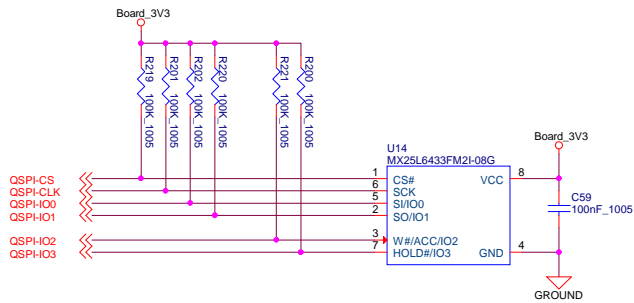 Board_3V3
R219 100K_1005
R201 100K_1005
R202 100K_1005
R220 100K_1005
R221 100K_1005
R200 100K_1005
U14
MX25L6433FM2I-08G
Board_3V3
QSPI-CS 1 CS# VCC 8
QSPI-CLK 6 SCK
QSPI-IO0 5 SI/IO0
QSPI-IO1 2 SO/IO1
C59
100nF_1005
QSPI-IO2 3 W#/ACC/IO2
QSPI-IO3 7 HOLD#/IO3 GND 4
GROUND